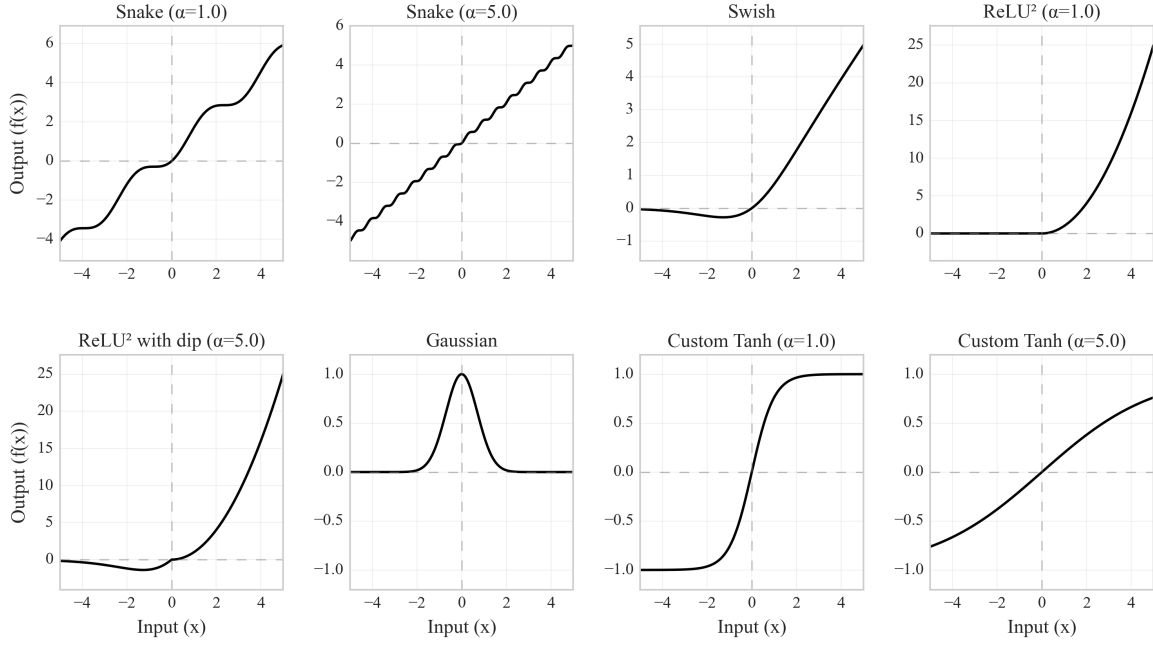 Snake (α=1.0)
Snake (α=5.0)
Swish
ReLU² (α=1.0)
Output (f(x))
6
4
2
0
−2
−4
−4 −2 0 2 4
6
4
2
0
−2
−4
−4 −2 0 2 4
5
4
3
2
1
0
−1
−4 −2 0 2 4
25
20
15
10
5
0
−4 −2 0 2 4
ReLU² with dip (α=5.0)
Gaussian
Custom Tanh (α=1.0)
Custom Tanh (α=5.0)
Output (f(x))
25
20
15
10
5
0
−4 −2 0 2 4
Input (x)
1.0
0.5
0.0
−0.5
−1.0
−4 −2 0 2 4
Input (x)
1.0
0.5
0.0
−0.5
−1.0
−4 −2 0 2 4
Input (x)
1.0
0.5
0.0
−0.5
−1.0
−4 −2 0 2 4
Input (x)